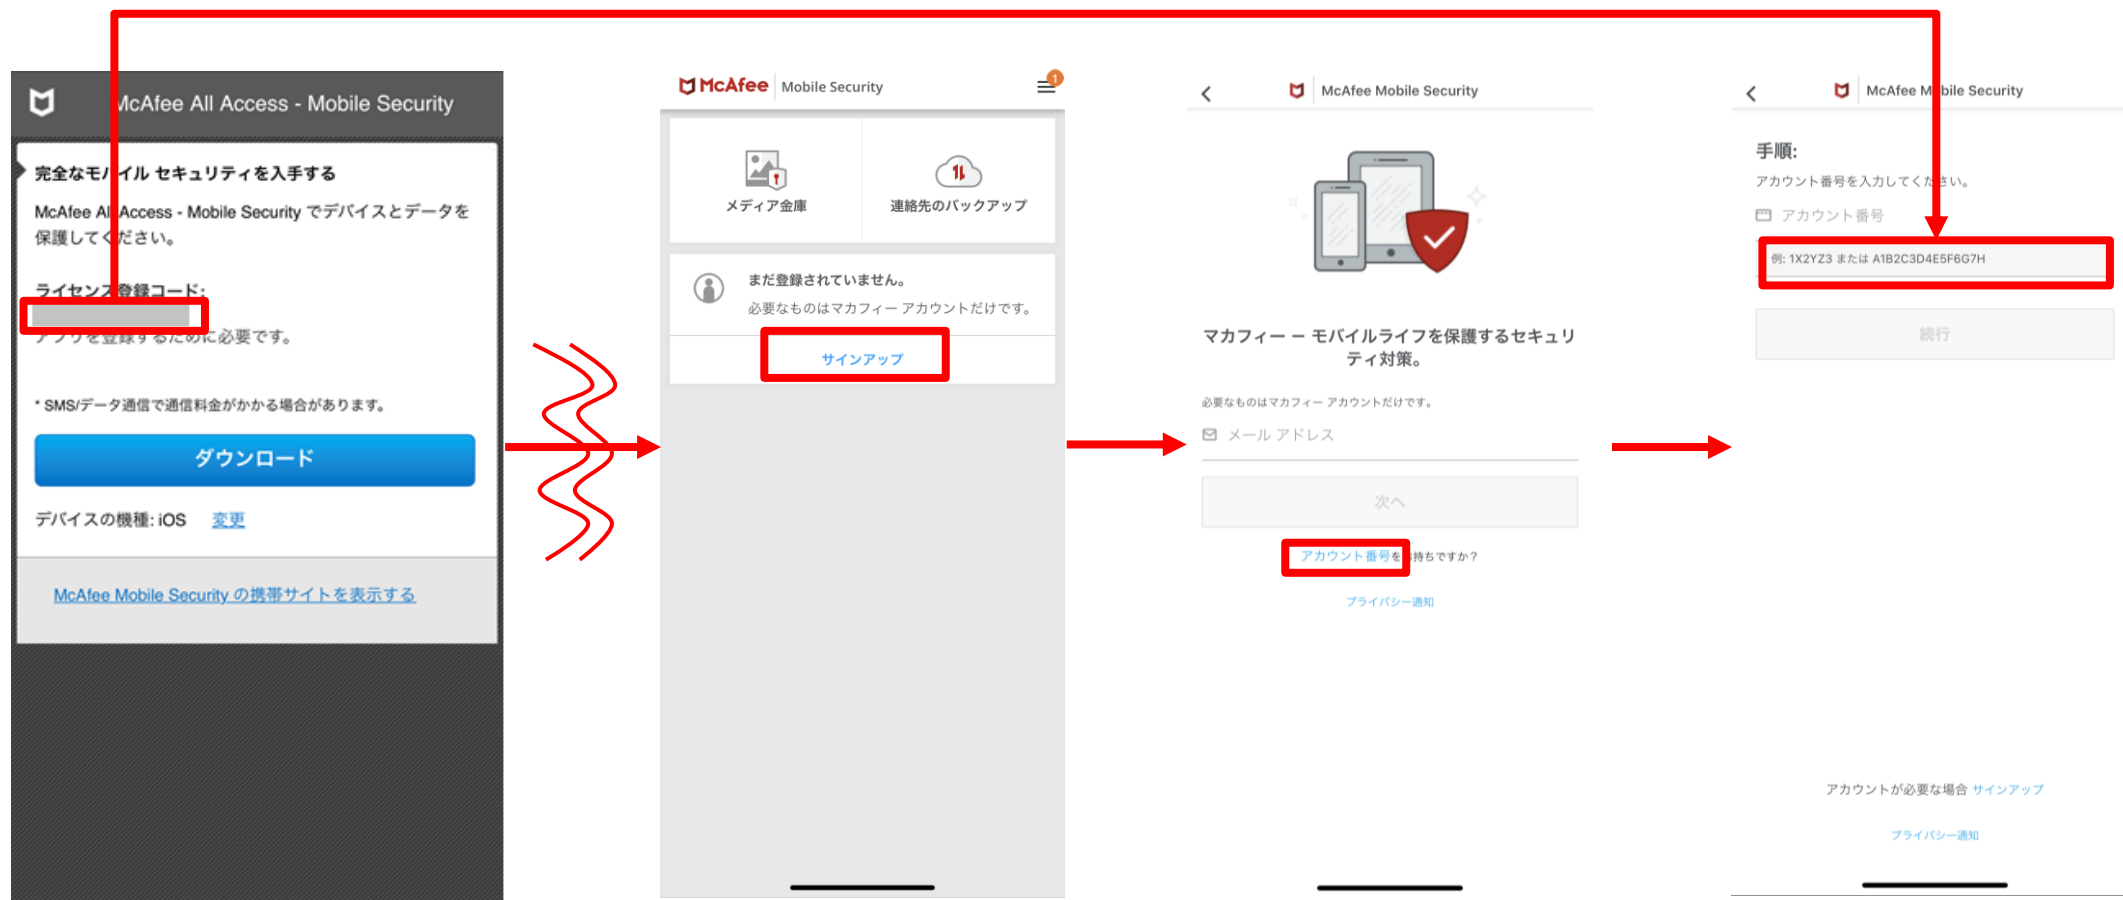 McAfee All Access - Mobile Security
完全なモバイル セキュリティを入手する
McAfee All Access - Mobile Security でデバイスとデータを
保護してください。
ライセンス登録コード:
アプリを登録するために必要です。
* SMS/データ通信で通信料金がかかる場合があります。
ダウンロード
デバイスの機種: iOS 変更
McAfee Mobile Security の携帯サイトを表示する
McAfee Mobile Security
1
メディア金庫
連絡先のバックアップ
まだ登録されていません。
必要なものはマカフィー アカウントだけです。
サインアップ
McAfee Mobile Security
マカフィー – モバイルライフを保護するセキュリ
ティ対策。
必要なものはマカフィー アカウントだけです。
メール アドレス
次へ
アカウント番号をお持ちですか?
プライバシー通知
McAfee Mobile Security
手順:
アカウント番号を入力してください。
アカウント番号
例: 1X2YZ3 または A1B2C3D4E5F6G7H
続行
アカウントが必要な場合 サインアップ
プライバシー通知